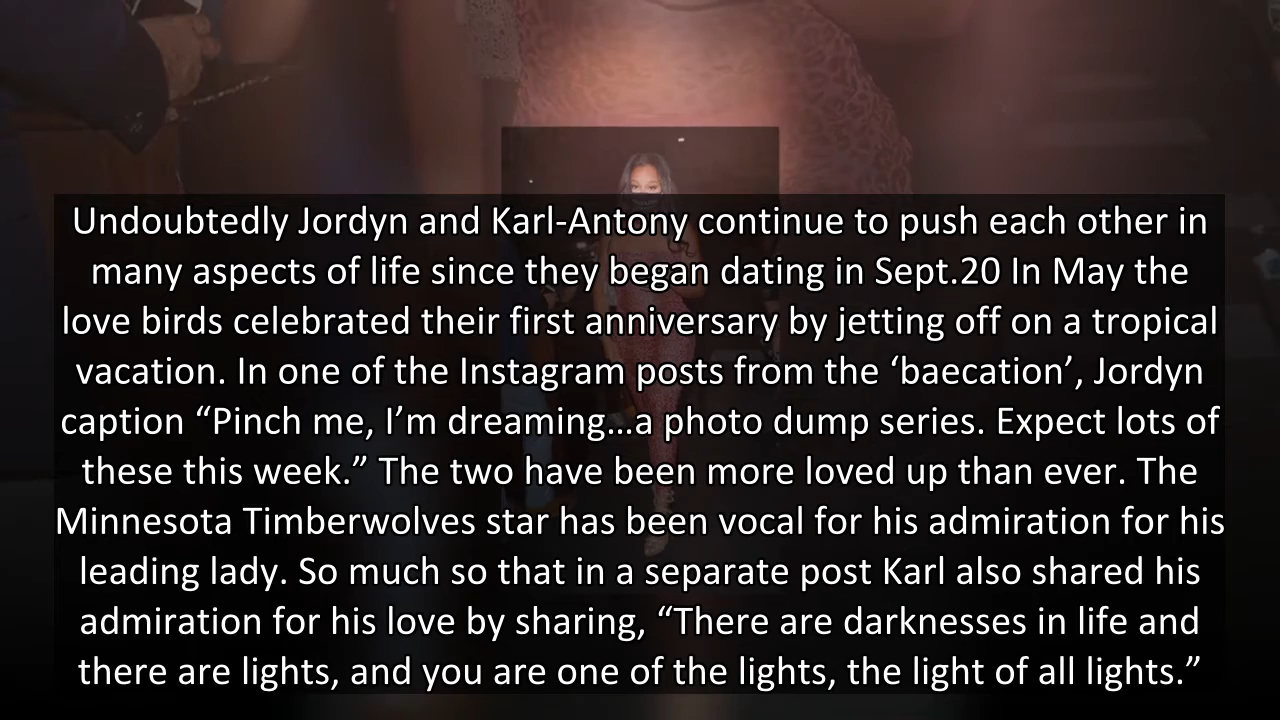 Undoubtedly Jordyn and Karl-Antony continue to push each other in
many aspects of life since they began dating in Sept.20 In May the
love birds celebrated their first anniversary by jetting off on a tropical
vacation. In one of the Instagram posts from the ‘baecation’, Jordyn
caption “Pinch me, I’m dreaming…a photo dump series. Expect lots of
these this week.” The two have been more loved up than ever. The
Minnesota Timberwolves star has been vocal for his admiration for his
leading lady. So much so that in a separate post Karl also shared his
admiration for his love by sharing, “There are darknesses in life and
there are lights, and you are one of the lights, the light of all lights.”